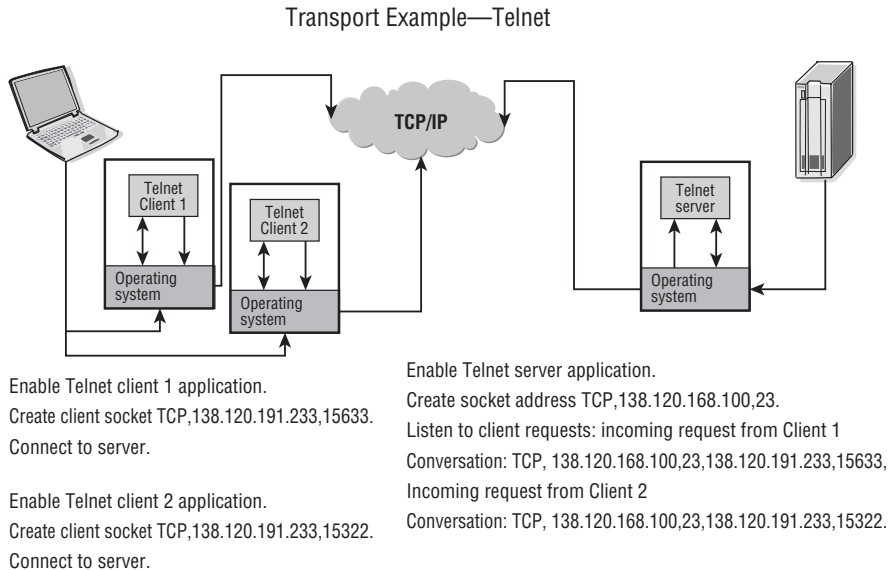 Transport Example—Telnet
TCP/IP
Telnet
Client 1
Operating
system
Telnet
Client 2
Operating
system
Telnet
server
Operating
system
Enable Telnet client 1 application.
Create client socket TCP,138.120.191.233,15633.
Connect to server.
Enable Telnet client 2 application.
Create client socket TCP,138.120.191.233,15322.
Connect to server.
Enable Telnet server application.
Create socket address TCP,138.120.168.100,23.
Listen to client requests: incoming request from Client 1
Conversation: TCP, 138.120.168.100,23,138.120.191.233,15633,
Incoming request from Client 2
Conversation: TCP, 138.120.168.100,23,138.120.191.233,15322.